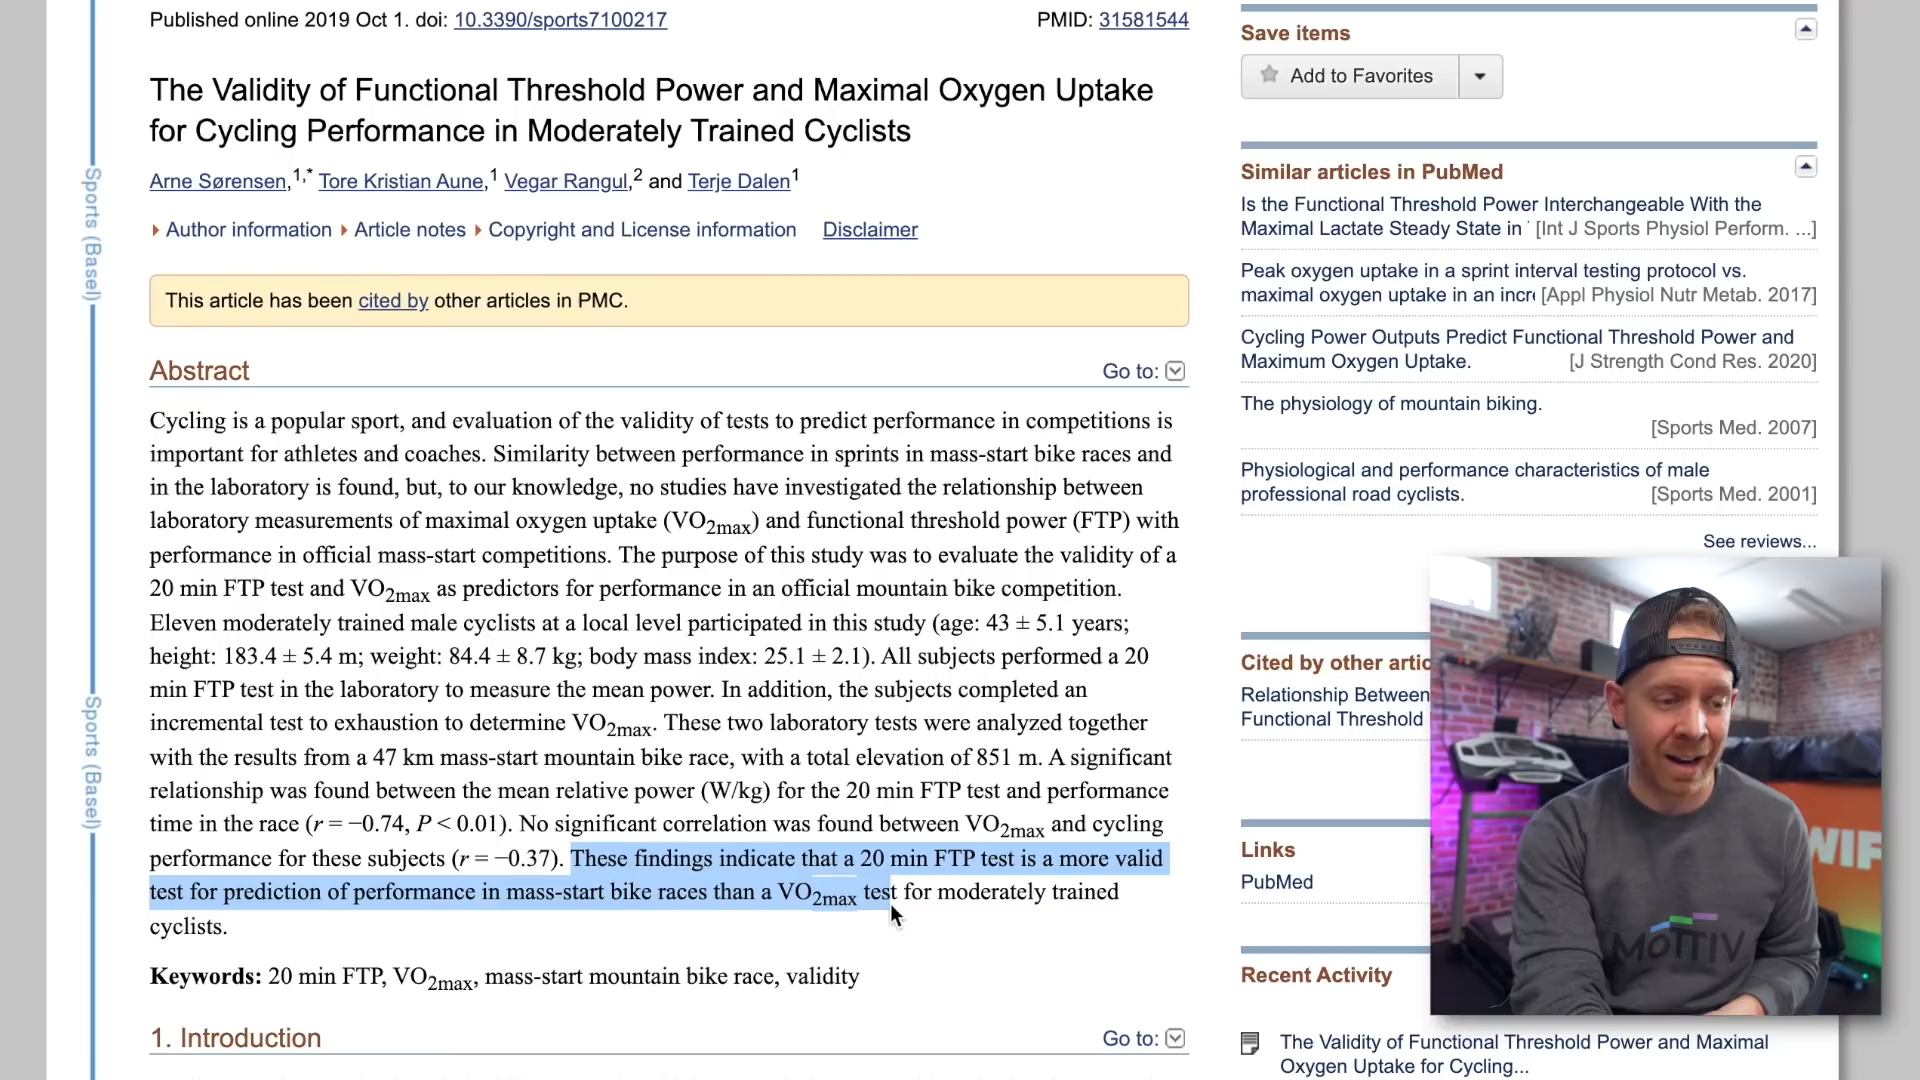 Published online 2019 Oct 1. doi: 10.3390/sports7100217
PMID: 31581544
The Validity of Functional Threshold Power and Maximal Oxygen Uptake
for Cycling Performance in Moderately Trained Cyclists
Arne Sørensen,1,* Tore Kristian Aune,1 Vegar Rangul,2 and Terje Dalen1
Author information Article notes Copyright and License information Disclaimer
This article has been cited by other articles in PMC.
Abstract
Go to:
Cycling is a popular sport, and evaluation of the validity of tests to predict performance in competitions is
important for athletes and coaches. Similarity between performance in sprints in mass-start bike races and
in the laboratory is found, but, to our knowledge, no studies have investigated the relationship between
laboratory measurements of maximal oxygen uptake (VO2max) and functional threshold power (FTP) with
performance in official mass-start competitions. The purpose of this study was to evaluate the validity of a
20 min FTP test and VO2max as predictors for performance in an official mountain bike competition.
Eleven moderately trained male cyclists at a local level participated in this study (age: 43 ± 5.1 years;
height: 183.4 ± 5.4 m; weight: 84.4 ± 8.7 kg; body mass index: 25.1 ± 2.1). All subjects performed a 20
min FTP test in the laboratory to measure the mean power. In addition, the subjects completed an
incremental test to exhaustion to determine VO2max. These two laboratory tests were analyzed together
with the results from a 47 km mass-start mountain bike race, with a total elevation of 851 m. A significant
relationship was found between the mean relative power (W/kg) for the 20 min FTP test and performance
time in the race (r = −0.74, P < 0.01). No significant correlation was found between VO2max and cycling
performance for these subjects (r = −0.37). These findings indicate that a 20 min FTP test is a more valid
test for prediction of performance in mass-start bike races than a VO2max test for moderately trained
cyclists.
Keywords: 20 min FTP, VO2max, mass-start mountain bike race, validity
1. Introduction
Go to:
Sports (Basel)
Sports (Basel)
Save items
Add to Favorites
Similar articles in PubMed
Is the Functional Threshold Power Interchangeable With the
Maximal Lactate Steady State in [Int J Sports Physiol Perform. ...]
Peak oxygen uptake in a sprint interval testing protocol vs.
maximal oxygen uptake in an incre [Appl Physiol Nutr Metab. 2017]
Cycling Power Outputs Predict Functional Threshold Power and
Maximum Oxygen Uptake. [J Strength Cond Res. 2020]
The physiology of mountain biking.
[Sports Med. 2007]
Physiological and performance characteristics of male
professional road cyclists. [Sports Med. 2001]
See reviews...
Cited by other artic
Relationship Between
Functional Threshold
Links
PubMed
Recent Activity
The Validity of Functional Threshold Power and Maximal
Oxygen Uptake for Cycling...
MOTTIV
WIF